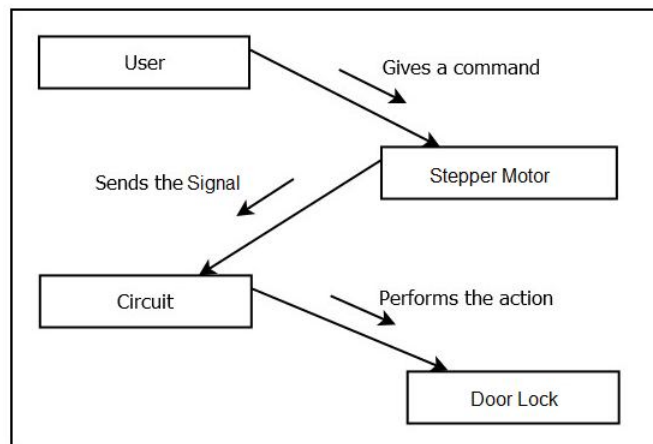 User
Gives a command
Stepper Motor
Sends the Signal
Circuit
Performs the action
Door Lock